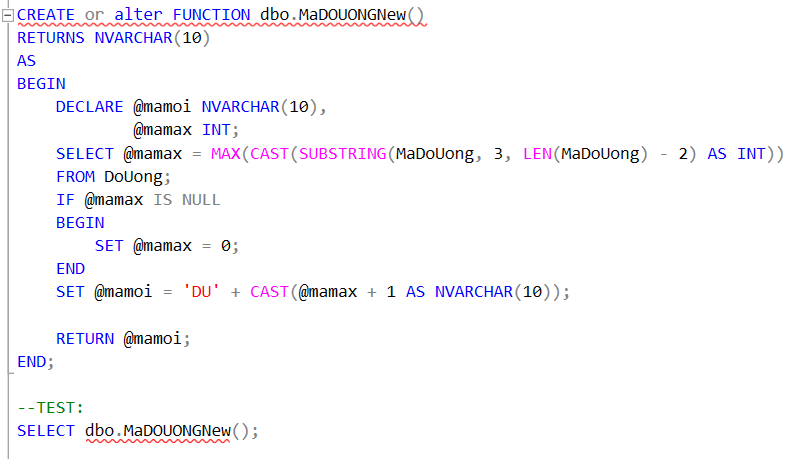 CREATE or alter FUNCTION dbo.MaDOUONGNew()
RETURNS NVARCHAR(10)
AS
BEGIN
    DECLARE @mamoi NVARCHAR(10),
            @mamax INT;
    SELECT @mamax = MAX(CAST(SUBSTRING(MaDoUong, 3, LEN(MaDoUong) - 2) AS INT))
    FROM DoUong;
    IF @mamax IS NULL
    BEGIN
        SET @mamax = 0;
    END
    SET @mamoi = 'DU' + CAST(@mamax + 1 AS NVARCHAR(10));
    RETURN @mamoi;
END;
--TEST:
SELECT dbo.MaDOUONGNew();